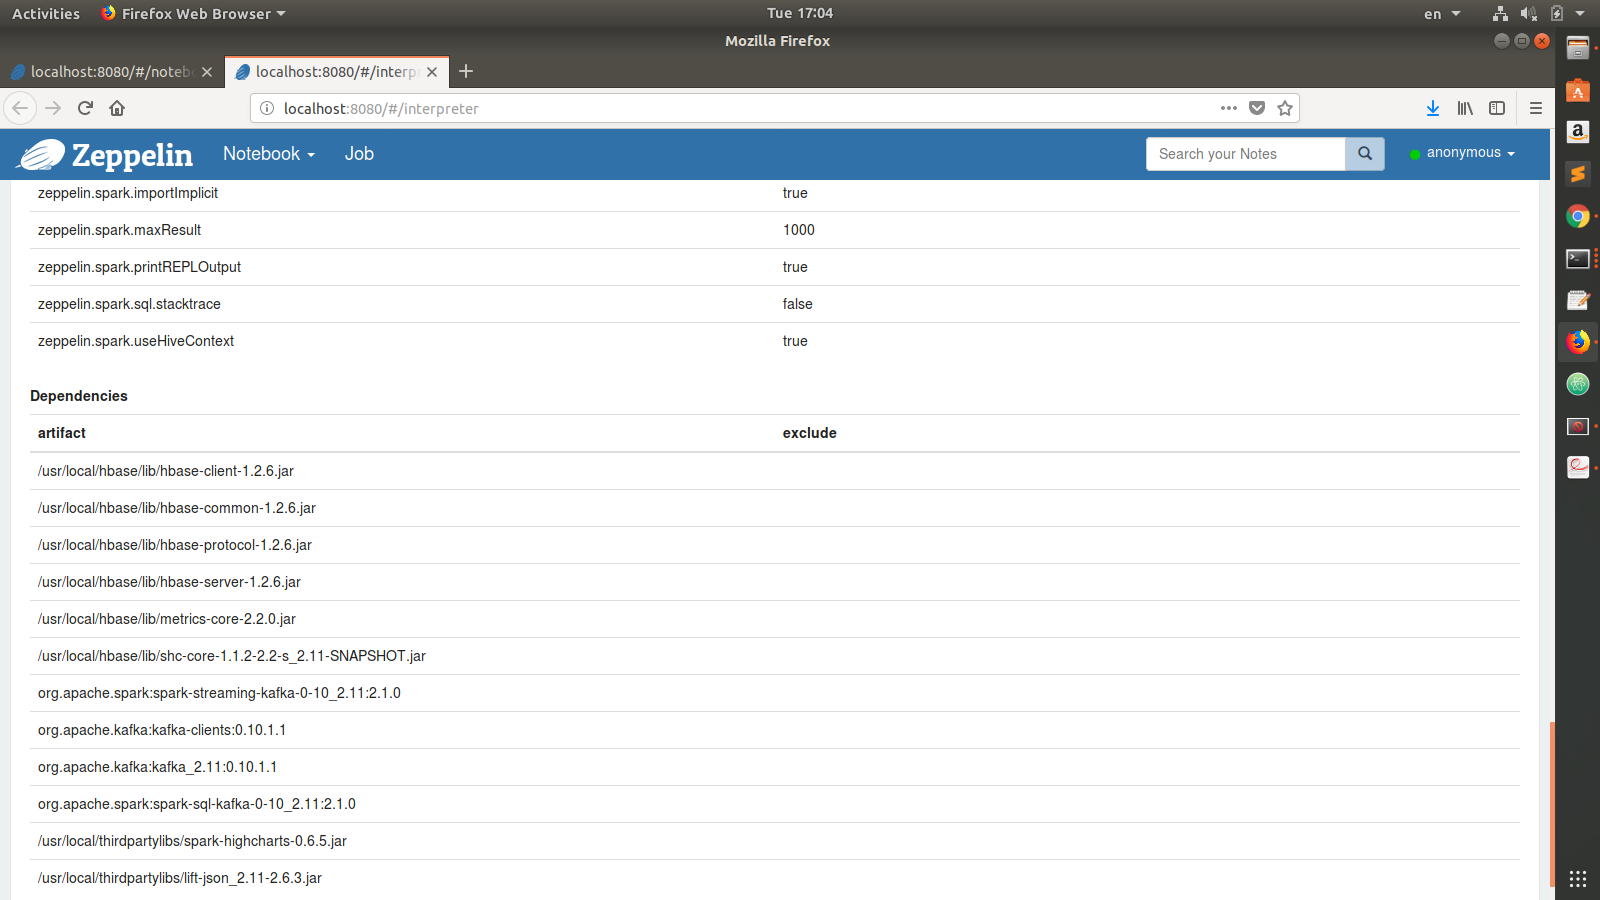 Activities Firefox Web Browser Tue 17:04 en
Mozilla Firefox
localhost:8080/#/noteb localhost:8080/#/interp
localhost:8080/#/interpreter
Zeppelin Notebook Job Search your Notes anonymous
zeppelin.spark.importImplicit true
zeppelin.spark.maxResult 1000
zeppelin.spark.printREPLOutput true
zeppelin.spark.sql.stacktrace false
zeppelin.spark.useHiveContext true
Dependencies
artifact exclude
/usr/local/hbase/lib/hbase-client-1.2.6.jar
/usr/local/hbase/lib/hbase-common-1.2.6.jar
/usr/local/hbase/lib/hbase-protocol-1.2.6.jar
/usr/local/hbase/lib/hbase-server-1.2.6.jar
/usr/local/hbase/lib/metrics-core-2.2.0.jar
/usr/local/hbase/lib/shc-core-1.1.2-2.2-s_2.11-SNAPSHOT.jar
org.apache.spark:spark-streaming-kafka-0-10_2.11:2.1.0
org.apache.kafka:kafka-clients:0.10.1.1
org.apache.kafka:kafka_2.11:0.10.1.1
org.apache.spark:spark-sql-kafka-0-10_2.11:2.1.0
/usr/local/thirdpartylibs/spark-highcharts-0.6.5.jar
/usr/local/thirdpartylibs/lift-json_2.11-2.6.3.jar